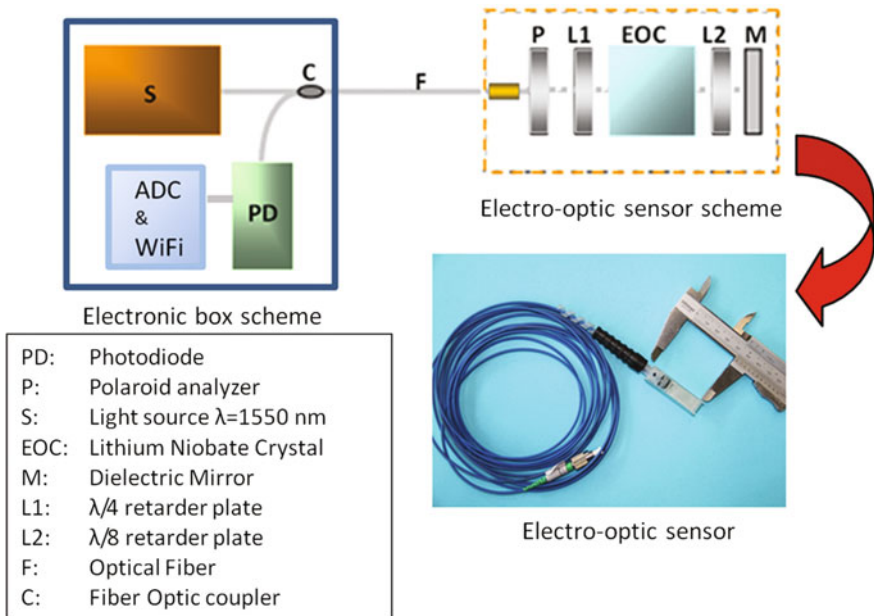 P L1 EOC L2 M
C
F
S
ADC
&
WiFi
PD
Electro-optic sensor scheme
Electronic box scheme
PD: Photodiode
P: Polaroid analyzer
S: Light source λ=1550 nm
EOC: Lithium Niobate Crystal
M: Dielectric Mirror
L1: λ/4 retarder plate
L2: λ/8 retarder plate
F: Optical Fiber
C: Fiber Optic coupler
Electro-optic sensor